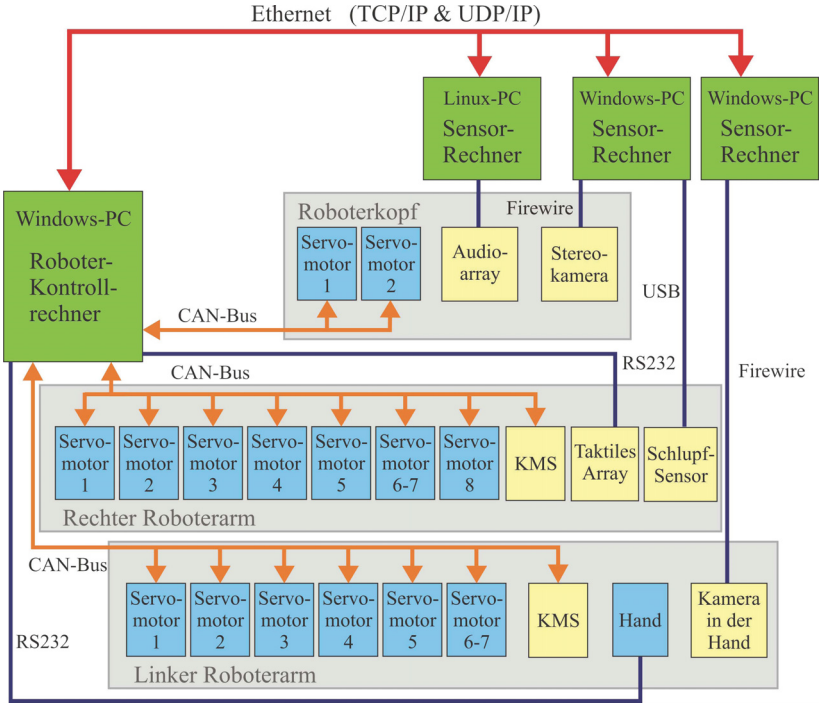 Ethernet (TCP/IP & UDP/IP)
Linux-PC
Sensor-
Rechner
Windows-PC
Sensor-
Rechner
Windows-PC
Sensor-
Rechner
Windows-PC
Roboter-
Kontroll-
rechner
Roboterkopf
Firewire
Servo-
motor
1
Servo-
motor
2
Audio-
array
Stereo-
kamera
USB
CAN-Bus
RS232
Firewire
CAN-Bus
Servo-
motor
1
Servo-
motor
2
Servo-
motor
3
Servo-
motor
4
Servo-
motor
5
Servo-
motor
6-7
Servo-
motor
8
KMS
Taktiles
Array
Schlupf-
Sensor
Rechter Roboterarm
CAN-Bus
Servo-
motor
1
Servo-
motor
2
Servo-
motor
3
Servo-
motor
4
Servo-
motor
5
Servo-
motor
6-7
KMS
Hand
Kamera
in der
Hand
RS232
Linker Roboterarm